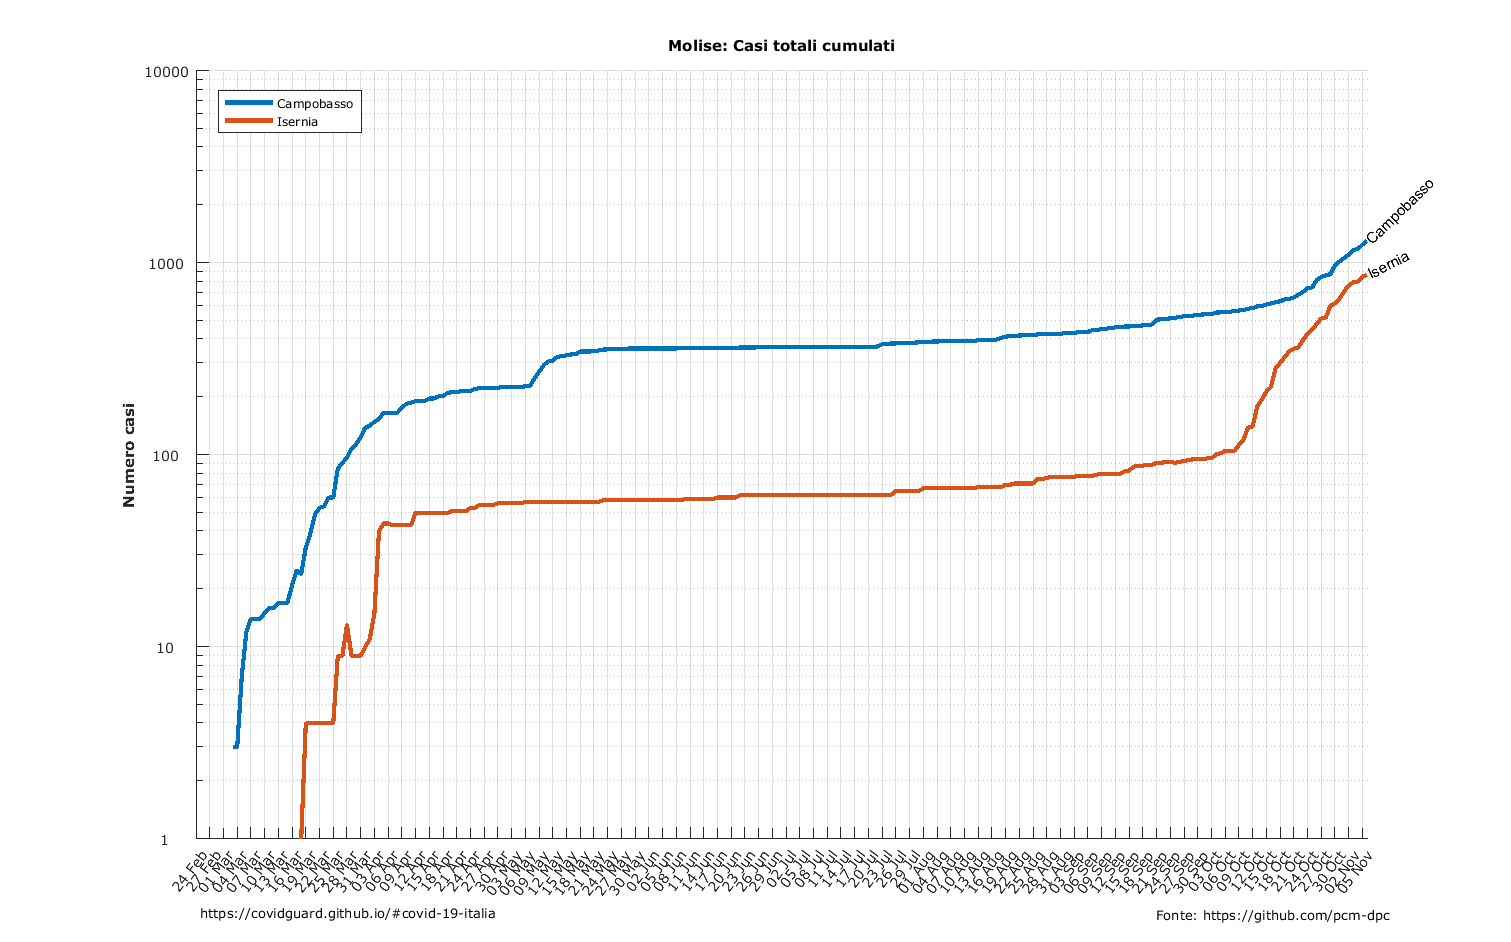 Molise: Casi totali cumulati
10000
1000
100
10
1
Numero casi
Campobasso
Isernia
Campobasso
Isernia
24 Feb
27 Feb
01 Mar
04 Mar
07 Mar
10 Mar
13 Mar
16 Mar
19 Mar
22 Mar
25 Mar
28 Mar
31 Mar
03 Apr
06 Apr
09 Apr
12 Apr
15 Apr
18 Apr
21 Apr
24 Apr
27 Apr
30 Apr
03 May
06 May
09 May
12 May
15 May
18 May
21 May
24 May
27 May
30 May
02 Jun
05 Jun
08 Jun
11 Jun
14 Jun
17 Jun
20 Jun
23 Jun
26 Jun
29 Jun
02 Jul
05 Jul
08 Jul
11 Jul
14 Jul
17 Jul
20 Jul
23 Jul
26 Jul
29 Jul
01 Aug
04 Aug
07 Aug
10 Aug
13 Aug
16 Aug
19 Aug
22 Aug
25 Aug
28 Aug
31 Aug
03 Sep
06 Sep
09 Sep
12 Sep
15 Sep
18 Sep
21 Sep
24 Sep
27 Sep
30 Sep
03 Oct
06 Oct
09 Oct
12 Oct
15 Oct
18 Oct
21 Oct
24 Oct
27 Oct
30 Oct
02 Nov
05 Nov
https://covidguard.github.io/#covid-19-italia
Fonte: https://github.com/pcm-dpc